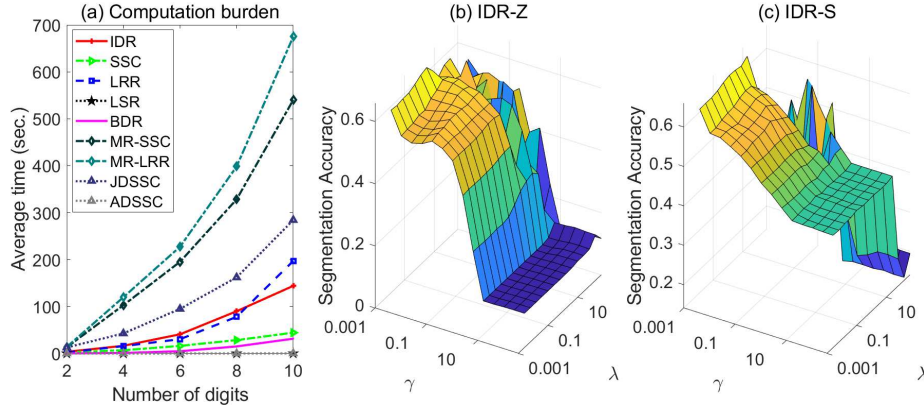 (a) Computation burden
Average time (sec.)
700
600
500
400
300
200
100
0
2 4 6 8 10
Number of digits
IDR
SSC
LRR
LSR
BDR
MR-SSC
MR-LRR
JDSSC
ADSSC
(b) IDR-Z
Segmentation Accuracy
0.6
0.4
0.2
0
0.001
0.1
10
γ
0.001
0.1
10
λ
(c) IDR-S
Segmentation Accuracy
0.6
0.5
0.4
0.3
0.2
0.001
0.1
10
γ
0.001
0.1
10
λ